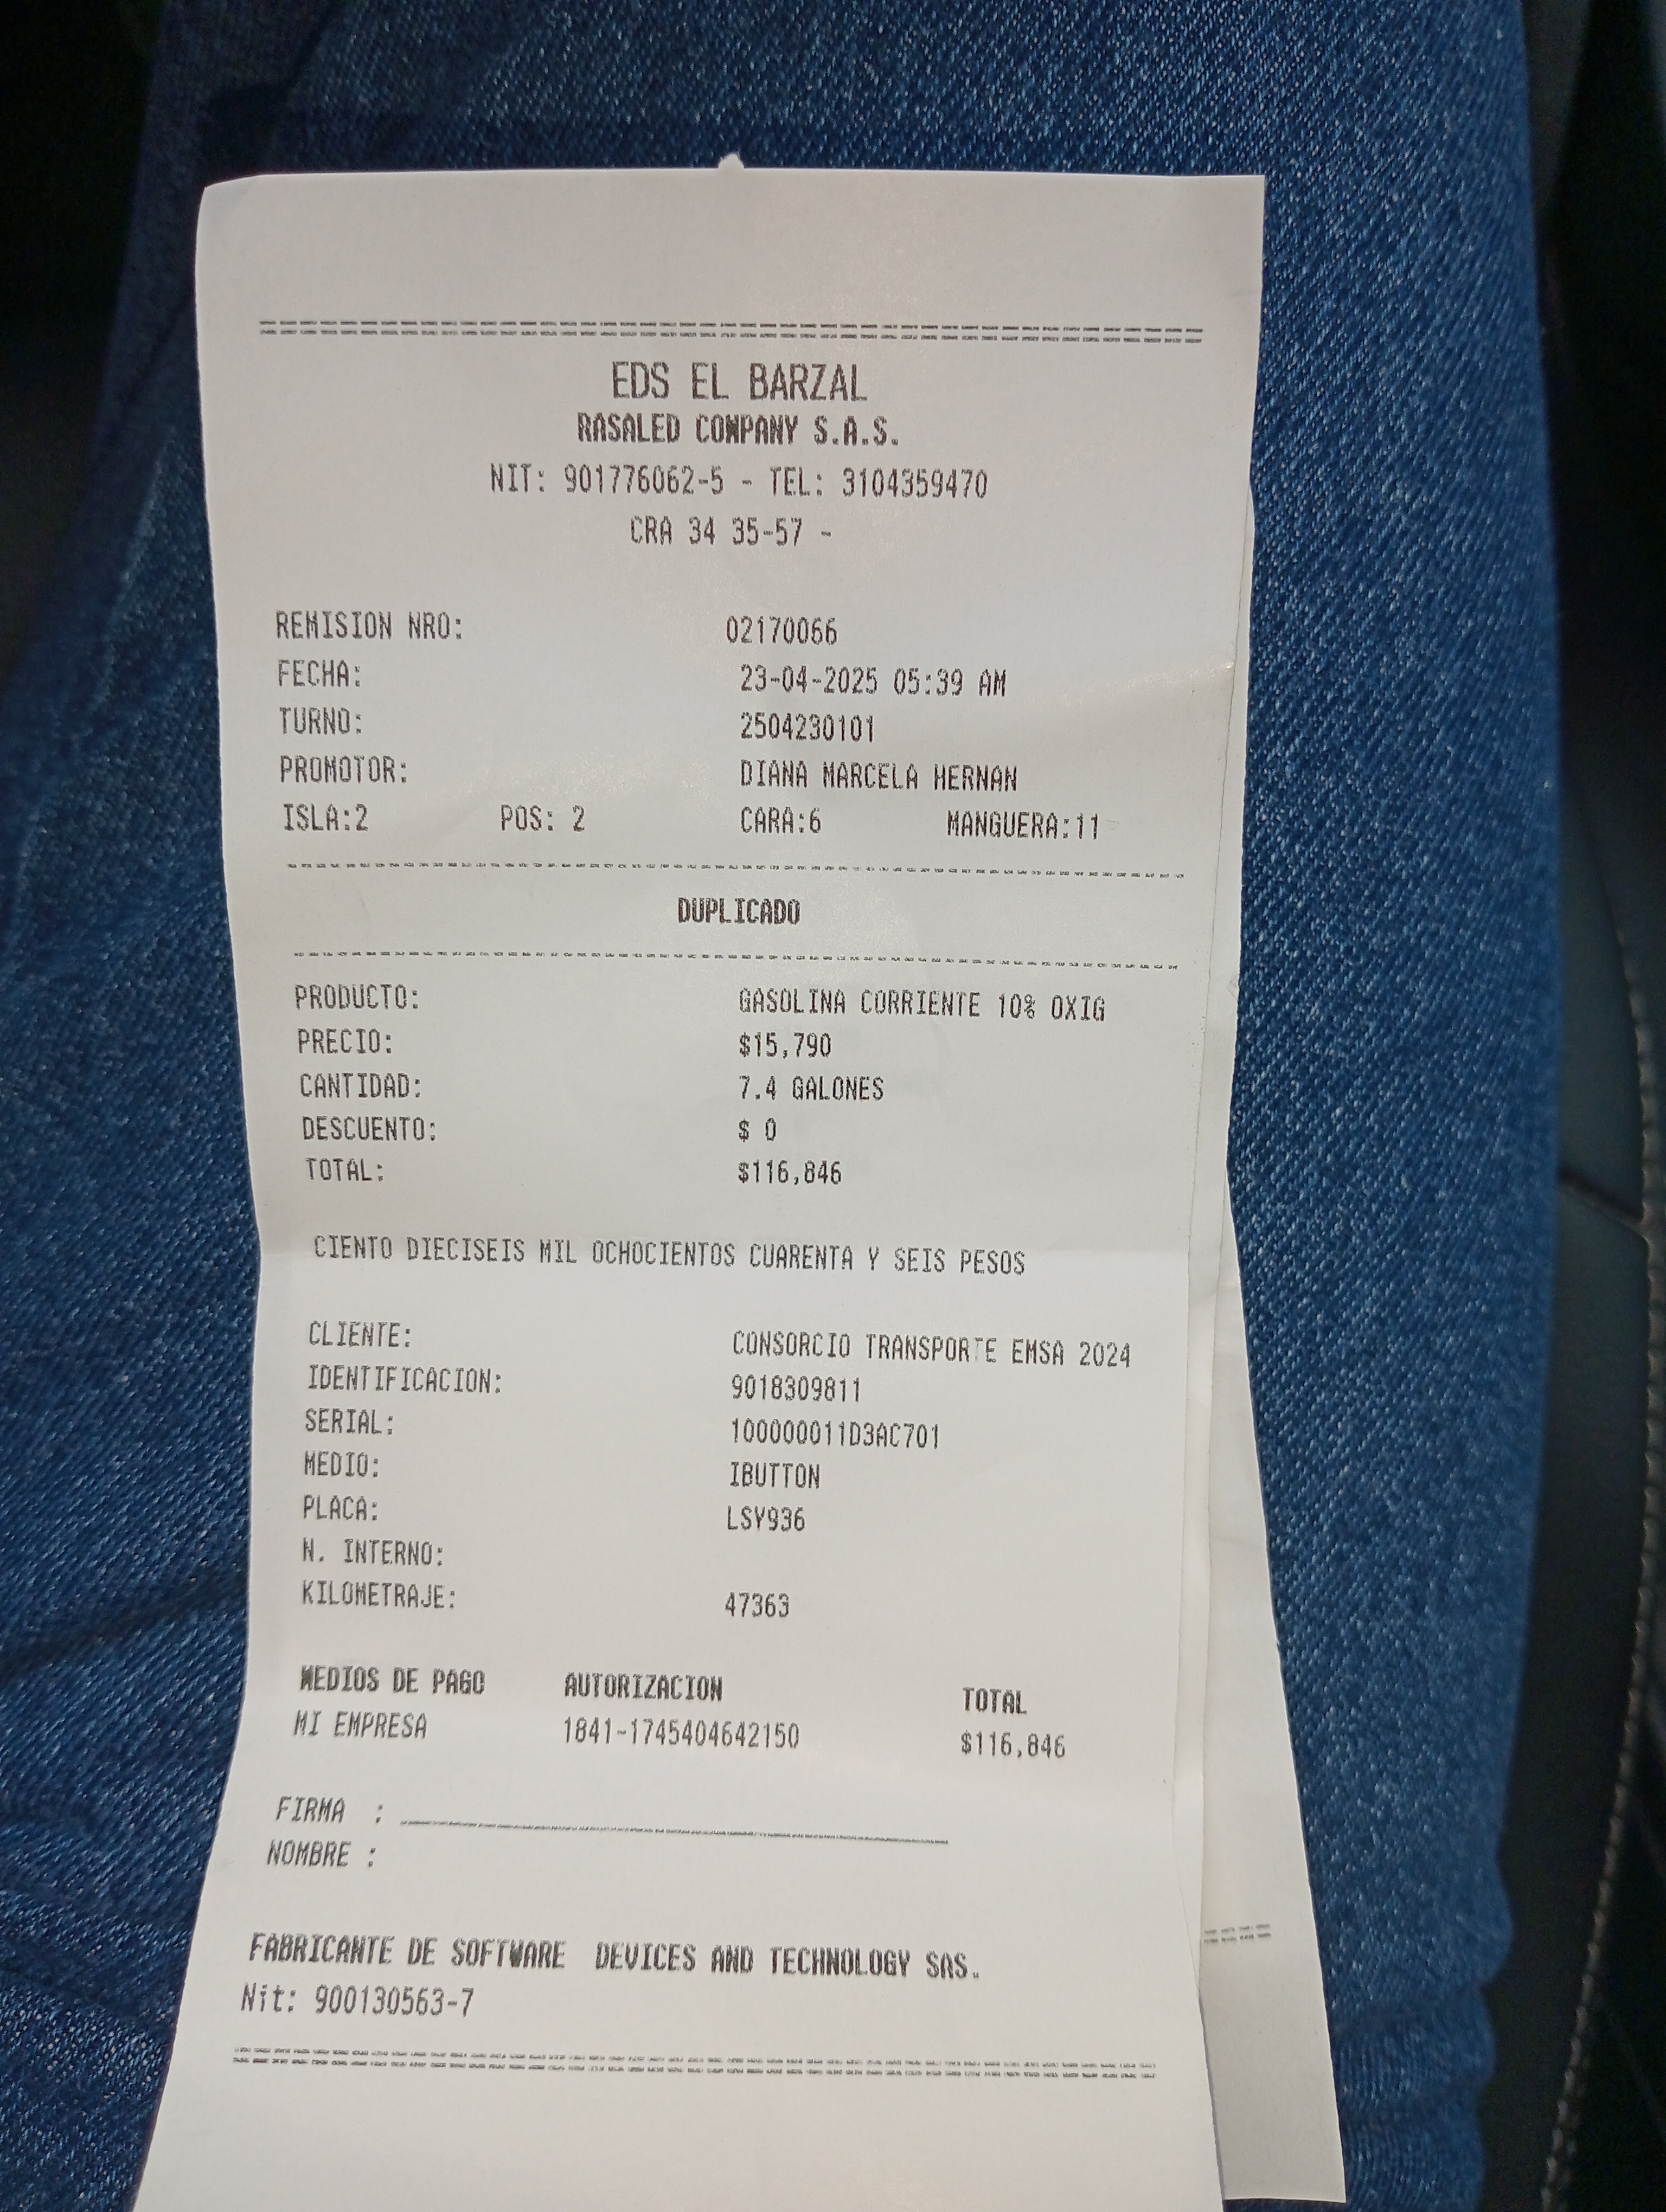 EDS EL BARZAL
RASALED COMPANY S.A.S.
NIT: 901776062-5 - TEL: 3104359470
CRA 34 35-57 -
REMISION NRO: 02170066
FECHA: 23-04-2025 05:39 AM
TURNO: 2504230101
PROMOTOR: DIANA MARCELA HERNAN
ISLA:2 POS: 2 CARA:6 MANGUERA:11
DUPLICADO
PRODUCTO: GASOLINA CORRIENTE 10% OXIG
PRECIO: $15,790
CANTIDAD: 7.4 GALONES
DESCUENTO: $ 0
TOTAL: $116,846
CIENTO DIECISEIS MIL OCHOCIENTOS CUARENTA Y SEIS PESOS
CLIENTE: CONSORCIO TRANSPORTE EMSA 2024
IDENTIFICACION: 9018309811
SERIAL: 100000011D3AC701
MEDIO: IBUTTON
PLACA: LSY936
N. INTERNO:
KILOMETRAJE: 47363
MEDIOS DE PAGO AUTORIZACION TOTAL
MI EMPRESA 1841-1745404642150 $116,846
FIRMA :
NOMBRE :
FABRICANTE DE SOFTWARE DEVICES AND TECHNOLOGY SAS.
Nit: 900130563-7